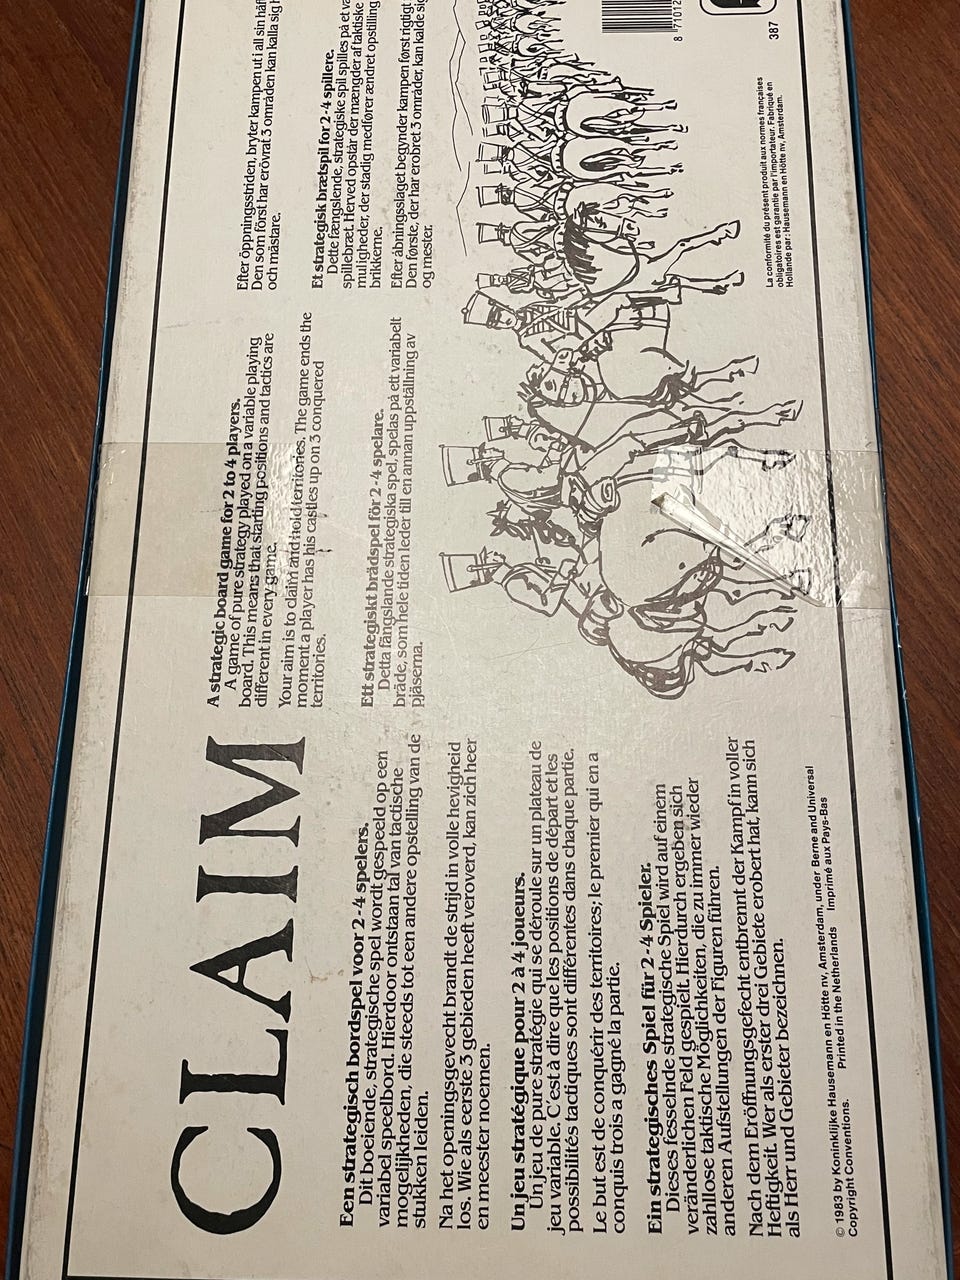 CLAIM
Een strategisch bordspel voor 2-4 spelers.
Dit boeiende, strategische spel wordt gespeeld op een
variabel speelbord. Hierdoor ontstaan tal van tactische
mogelijkheden, die steeds tot een andere opstelling van de
stukken leiden.
Na het openingsgevecht brandt de strijd in volle hevigheid
los. Wie als eerste 3 gebieden heeft veroverd, kan zich heer
en meester noemen.
Un jeu stratégique pour 2 à 4 joueurs.
Un jeu de pure stratégie qui se déroule sur un plateau de
jeu variable. C'est à dire que les positions de départ et les
possibilités tactiques sont différentes dans chaque partie.
Le but est de conquérir des territoires; le premier qui en a
conquis trois a gagné la partie.
Ein strategisches Spiel für 2-4 Spieler.
Dieses fesselnde strategische Spiel wird auf einem
veränderlichen Feld gespielt. Hierdurch ergeben sich
zahllose taktische Möglichkeiten, die zu immer wieder
anderen Aufstellungen der Figuren führen.
Nach dem Eröffnungsgefecht entbrennt der Kampf in voller
Heftigkeit. Wer als erster drei Gebiete erobert hat, kann sich
als Herr und Gebieter bezeichnen.
© 1983 by Koninklijke Hausemann en Hötte nv, Amsterdam, under Berne and Universal
Copyright Conventions. Printed in the Netherlands Imprimé aux Pays-Bas
A strategic board game for 2 to 4 players.
A game of pure strategy played on a variable playing
board. This means that starting positions and tactics are
different in every game.
Your aim is to claim and hold territories. The game ends the
moment a player has his castles up on 3 conquered
territories.
Ett strategiskt brädspel för 2-4 spelare.
Detta fängslande strategiska spel, spelas på ett variabelt
bräde, som hele tiden leder till en annan uppställning av
pjäserna.
Efter öppningsstriden, bryter kampen ut i all sin
Den som först har erövrat 3 områden kan kalla sig
och mästare.
Et strategisk brætspil for 2-4 spillere.
Dette fængslende, strategiske spil spilles på et
spillebræt. Herved opstår der mængder af taktiske
muligheder, der stadig medfører ændret opstilling
brikkerne.
Efter åbningsslaget begynder kampen først rigtigt
Den første, der har erobret 3 områder, kan kalde
og mester.
La conformité du présent produit aux normes françaises
obligatoires est garantie par l'importateur. Fabriqué en
Hollande par: Hausemann en Hötte nv, Amsterdam.
8 71012
387